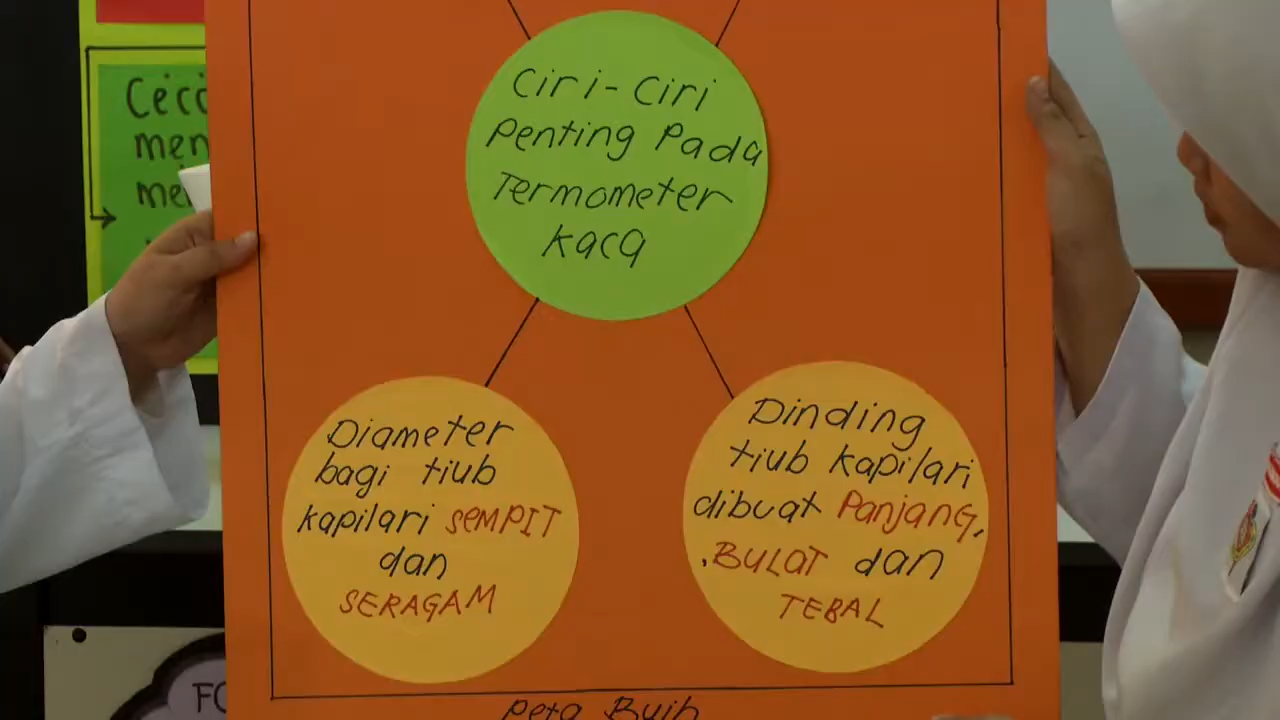 Ciri-Ciri
Penting Pada
Termometer
kaca
Diameter
bagi tiub
kapilari SEMPIT
dan
SERAGAM
Dinding
tiub kapilari
dibuat Panjang,
BULAT dan
TEBAL
Peta Buih